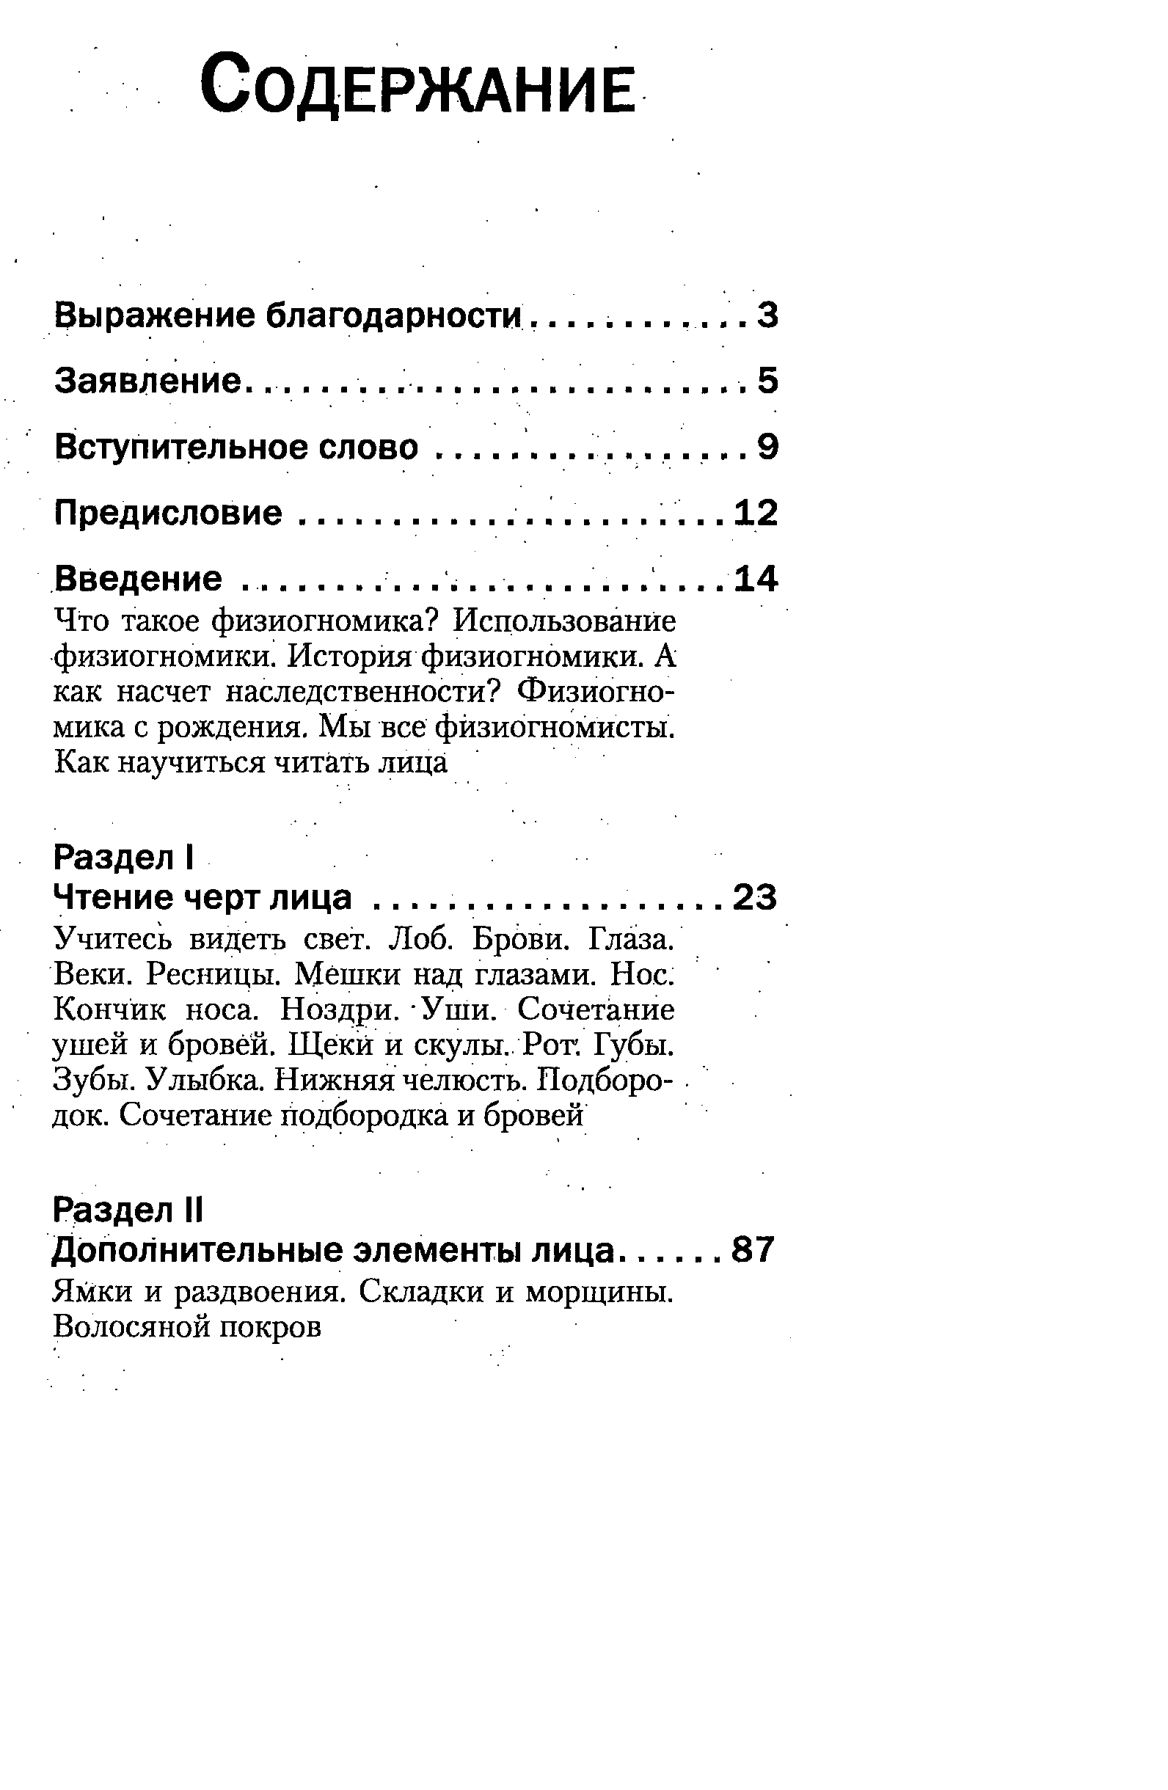 СОДЕРЖАНИЕ
Выражение благодарности............3
Заявление...........................5
Вступительное слово .................9
Предисловие .......................12
Введение ..........................14
Что такое физиогномика? Использование
физиогномики. История физиогномики. А
как насчет наследственности? Физиогно-
мика с рождения. Мы все физиогномисты.
Как научиться читать лица
Раздел I
Чтение черт лица ...................23
Учитесь видеть свет. Лоб. Брови. Глаза.
Веки. Ресницы. Мешки над глазами. Нос.
Кончик носа. Ноздри. Уши. Сочетание
ушей и бровей. Щеки и скулы. Рот. Губы.
Зубы. Улыбка. Нижняя челюсть. Подборо-
док. Сочетание подбородка и бровей
Раздел II
Дополнительные элементы лица......87
Ямки и раздвоения. Складки и морщины.
Волосяной покров